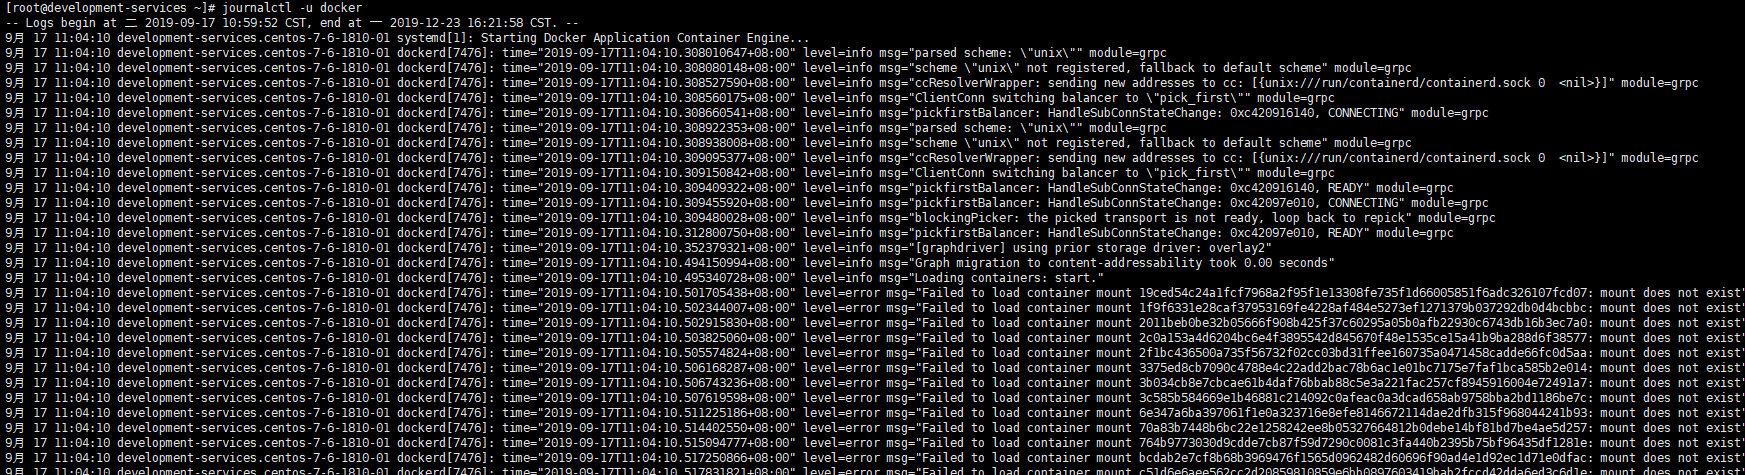 [root@development-services ~]# journalctl -u docker
-- Logs begin at 二 2019-09-17 10:59:52 CST, end at 一 2019-12-23 16:21:58 CST. --
9月 17 11:04:10 development-services.centos-7-6-1810-01 systemd[1]: Starting Docker Application Container Engine...
9月 17 11:04:10 development-services.centos-7-6-1810-01 dockerd[7476]: time="2019-09-17T11:04:10.308010647+08:00" level=info msg="parsed scheme: \"unix\"" module=grpc
9月 17 11:04:10 development-services.centos-7-6-1810-01 dockerd[7476]: time="2019-09-17T11:04:10.308080148+08:00" level=info msg="scheme \"unix\" not registered, fallback to default scheme" module=grpc
9月 17 11:04:10 development-services.centos-7-6-1810-01 dockerd[7476]: time="2019-09-17T11:04:10.308527590+08:00" level=info msg="ccResolverWrapper: sending new addresses to cc: [{unix:///run/containerd/containerd.sock 0  <nil>}]" module=grpc
9月 17 11:04:10 development-services.centos-7-6-1810-01 dockerd[7476]: time="2019-09-17T11:04:10.308560175+08:00" level=info msg="ClientConn switching balancer to \"pick_first\"" module=grpc
9月 17 11:04:10 development-services.centos-7-6-1810-01 dockerd[7476]: time="2019-09-17T11:04:10.308660541+08:00" level=info msg="pickfirstBalancer: HandleSubConnStateChange: 0xc420916140, CONNECTING" module=grpc
9月 17 11:04:10 development-services.centos-7-6-1810-01 dockerd[7476]: time="2019-09-17T11:04:10.308922353+08:00" level=info msg="parsed scheme: \"unix\"" module=grpc
9月 17 11:04:10 development-services.centos-7-6-1810-01 dockerd[7476]: time="2019-09-17T11:04:10.308938008+08:00" level=info msg="scheme \"unix\" not registered, fallback to default scheme" module=grpc
9月 17 11:04:10 development-services.centos-7-6-1810-01 dockerd[7476]: time="2019-09-17T11:04:10.309095377+08:00" level=info msg="ccResolverWrapper: sending new addresses to cc: [{unix:///run/containerd/containerd.sock 0  <nil>}]" module=grpc
9月 17 11:04:10 development-services.centos-7-6-1810-01 dockerd[7476]: time="2019-09-17T11:04:10.309150842+08:00" level=info msg="ClientConn switching balancer to \"pick_first\"" module=grpc
9月 17 11:04:10 development-services.centos-7-6-1810-01 dockerd[7476]: time="2019-09-17T11:04:10.309409322+08:00" level=info msg="pickfirstBalancer: HandleSubConnStateChange: 0xc420916140, READY" module=grpc
9月 17 11:04:10 development-services.centos-7-6-1810-01 dockerd[7476]: time="2019-09-17T11:04:10.309455920+08:00" level=info msg="pickfirstBalancer: HandleSubConnStateChange: 0xc42097e010, CONNECTING" module=grpc
9月 17 11:04:10 development-services.centos-7-6-1810-01 dockerd[7476]: time="2019-09-17T11:04:10.309480028+08:00" level=info msg="blockingPicker: the picked transport is not ready, loop back to repick" module=grpc
9月 17 11:04:10 development-services.centos-7-6-1810-01 dockerd[7476]: time="2019-09-17T11:04:10.312800750+08:00" level=info msg="pickfirstBalancer: HandleSubConnStateChange: 0xc42097e010, READY" module=grpc
9月 17 11:04:10 development-services.centos-7-6-1810-01 dockerd[7476]: time="2019-09-17T11:04:10.352379321+08:00" level=info msg="[graphdriver] using prior storage driver: overlay2"
9月 17 11:04:10 development-services.centos-7-6-1810-01 dockerd[7476]: time="2019-09-17T11:04:10.494150994+08:00" level=info msg="Graph migration to content-addressability took 0.00 seconds"
9月 17 11:04:10 development-services.centos-7-6-1810-01 dockerd[7476]: time="2019-09-17T11:04:10.495340728+08:00" level=info msg="Loading containers: start."
9月 17 11:04:10 development-services.centos-7-6-1810-01 dockerd[7476]: time="2019-09-17T11:04:10.501705438+08:00" level=error msg="Failed to load container mount 19ced54c24a1fcf7968a2f95f1e13308fe735f1d66005851f6adc326107fcd07: mount does not exist"
9月 17 11:04:10 development-services.centos-7-6-1810-01 dockerd[7476]: time="2019-09-17T11:04:10.502344007+08:00" level=error msg="Failed to load container mount 1f9f6331e28caf37953169fe4228af484e5273ef1271379b037292db0d4bcbbc: mount does not exist"
9月 17 11:04:10 development-services.centos-7-6-1810-01 dockerd[7476]: time="2019-09-17T11:04:10.502915830+08:00" level=error msg="Failed to load container mount 2011beb0be32b05666f908b425f37c60295a05b0afb22930c6743db16b3ec7a0: mount does not exist"
9月 17 11:04:10 development-services.centos-7-6-1810-01 dockerd[7476]: time="2019-09-17T11:04:10.503825060+08:00" level=error msg="Failed to load container mount 2c0a153a4d6204bc6e4f3895542d845670f48e1535ce15a41b9ba288d6f38577: mount does not exist"
9月 17 11:04:10 development-services.centos-7-6-1810-01 dockerd[7476]: time="2019-09-17T11:04:10.505574824+08:00" level=error msg="Failed to load container mount 2f1bc436500a735f56732f02cc03bd31ffee160735a0471458cadde66fc0d5aa: mount does not exist"
9月 17 11:04:10 development-services.centos-7-6-1810-01 dockerd[7476]: time="2019-09-17T11:04:10.506168287+08:00" level=error msg="Failed to load container mount 3375ed8cb7090c4788e4c22add2bac78b6ac1e01bc7175e7faf1bca585b2e014: mount does not exist"
9月 17 11:04:10 development-services.centos-7-6-1810-01 dockerd[7476]: time="2019-09-17T11:04:10.506743236+08:00" level=error msg="Failed to load container mount 3b034cb8e7cbcae61b4daf76bbab88c5e3a221fac257cf8945916004e72491a7: mount does not exist"
9月 17 11:04:10 development-services.centos-7-6-1810-01 dockerd[7476]: time="2019-09-17T11:04:10.507619598+08:00" level=error msg="Failed to load container mount 3c585b584669e1b46881c214092c0afeac0a3dcad658ab9758bba2bd1186be7c: mount does not exist"
9月 17 11:04:10 development-services.centos-7-6-1810-01 dockerd[7476]: time="2019-09-17T11:04:10.511225186+08:00" level=error msg="Failed to load container mount 6e347a6ba397061f1e0a323716e8efe8146672114dae2dfb315f968044241b93: mount does not exist"
9月 17 11:04:10 development-services.centos-7-6-1810-01 dockerd[7476]: time="2019-09-17T11:04:10.514402550+08:00" level=error msg="Failed to load container mount 70a83b7448b6bc22e1258242ee8b05327664812b0debe14bf81bd7be4ae5d257: mount does not exist"
9月 17 11:04:10 development-services.centos-7-6-1810-01 dockerd[7476]: time="2019-09-17T11:04:10.515094777+08:00" level=error msg="Failed to load container mount 764b9773030d9cdde7cb87f59d7290c0081c3fa440b2395b75bf96435df1281e: mount does not exist"
9月 17 11:04:10 development-services.centos-7-6-1810-01 dockerd[7476]: time="2019-09-17T11:04:10.517250866+08:00" level=error msg="Failed to load container mount bcdab2e7cf8b68b3969476f1565d0962482d60696f90ad4e1d92ec1d71e0dfac: mount does not exist"
9月 17 11:04:10 development-services.centos-7-6-1810-01 dockerd[7476]: time="2019-09-17T11:04:10.517831821+08:00" level=error msg="Failed to load container mount c51d6e6aee562cc2d20859810859e6bb0897603419bab2fccd42dda6ed3c6d1e: mount does not exist"